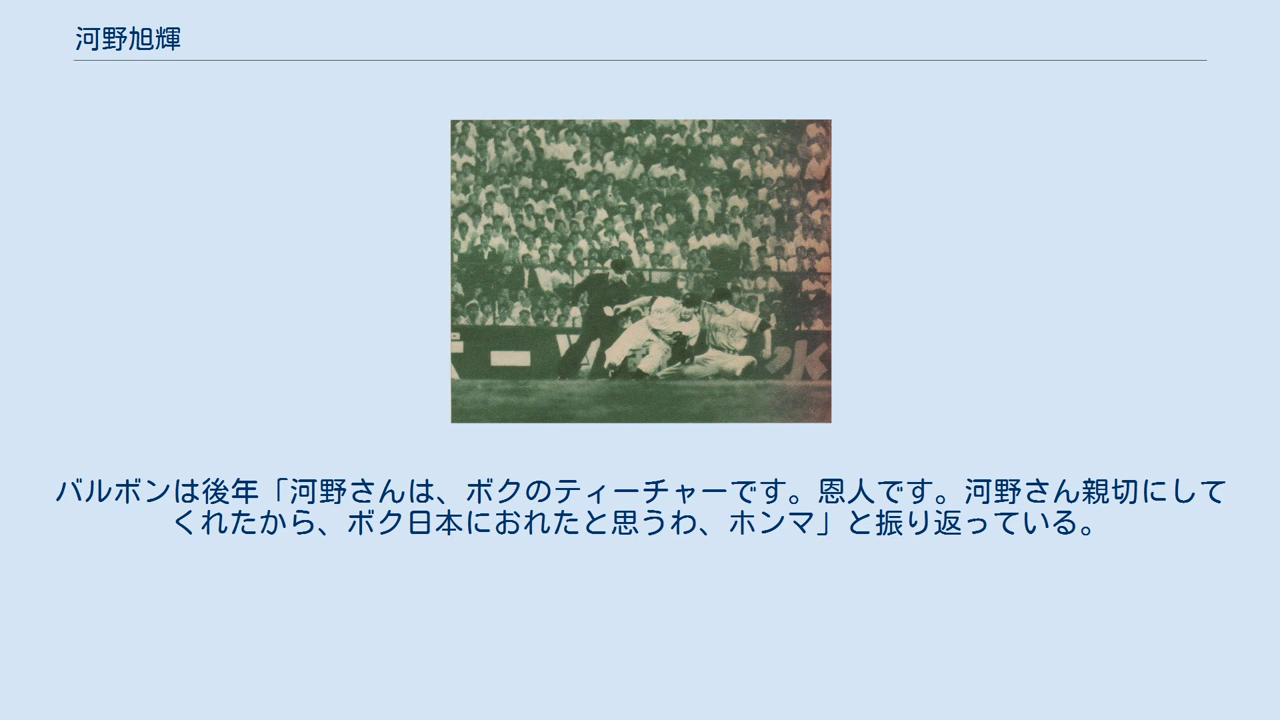 河野旭輝
水
バルボンは後年「河野さんは、ボクのティーチャーです。恩人です。河野さん親切にして
くれたから、ボク日本におれたと思うわ、ホンマ」と振り返っている。